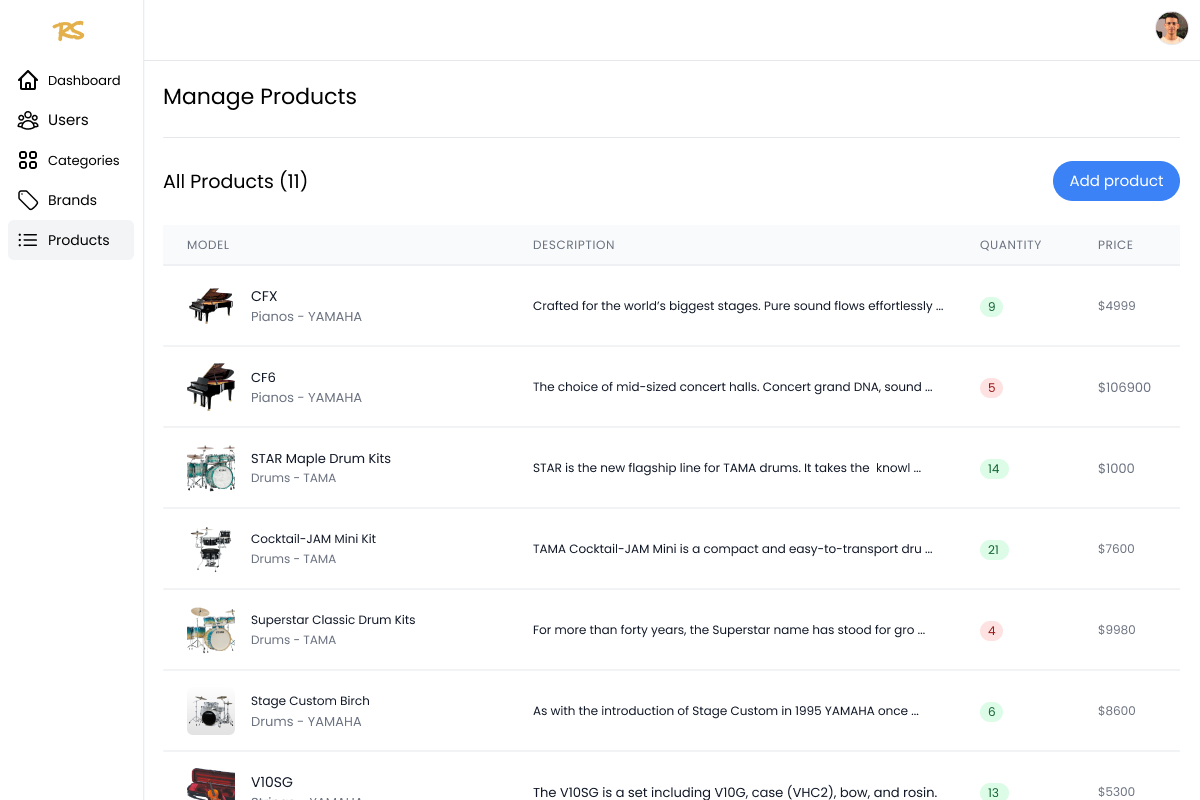 RS
Dashboard
Users
Categories
Brands
Products
Manage Products
All Products (11)
Add product
MODEL DESCRIPTION QUANTITY PRICE
CFX
Pianos - YAMAHA
Crafted for the world's biggest stages. Pure sound flows effortlessly ...
9
$4999
CF6
Pianos - YAMAHA
The choice of mid-sized concert halls. Concert grand DNA, sound ...
5
$106900
STAR Maple Drum Kits
Drums - TAMA
STAR is the new flagship line for TAMA drums. It takes the  knowl ...
14
$1000
Cocktail-JAM Mini Kit
Drums - TAMA
TAMA Cocktail-JAM Mini is a compact and easy-to-transport dru ...
21
$7600
Superstar Classic Drum Kits
Drums - TAMA
For more than forty years, the Superstar name has stood for gro ...
4
$9980
Stage Custom Birch
Drums - YAMAHA
As with the introduction of Stage Custom in 1995 YAMAHA once ...
6
$8600
V10SG
Strings - YAMAHA
The V10SG is a set including V10G, case (VHC2), bow, and rosin.
13
$5300